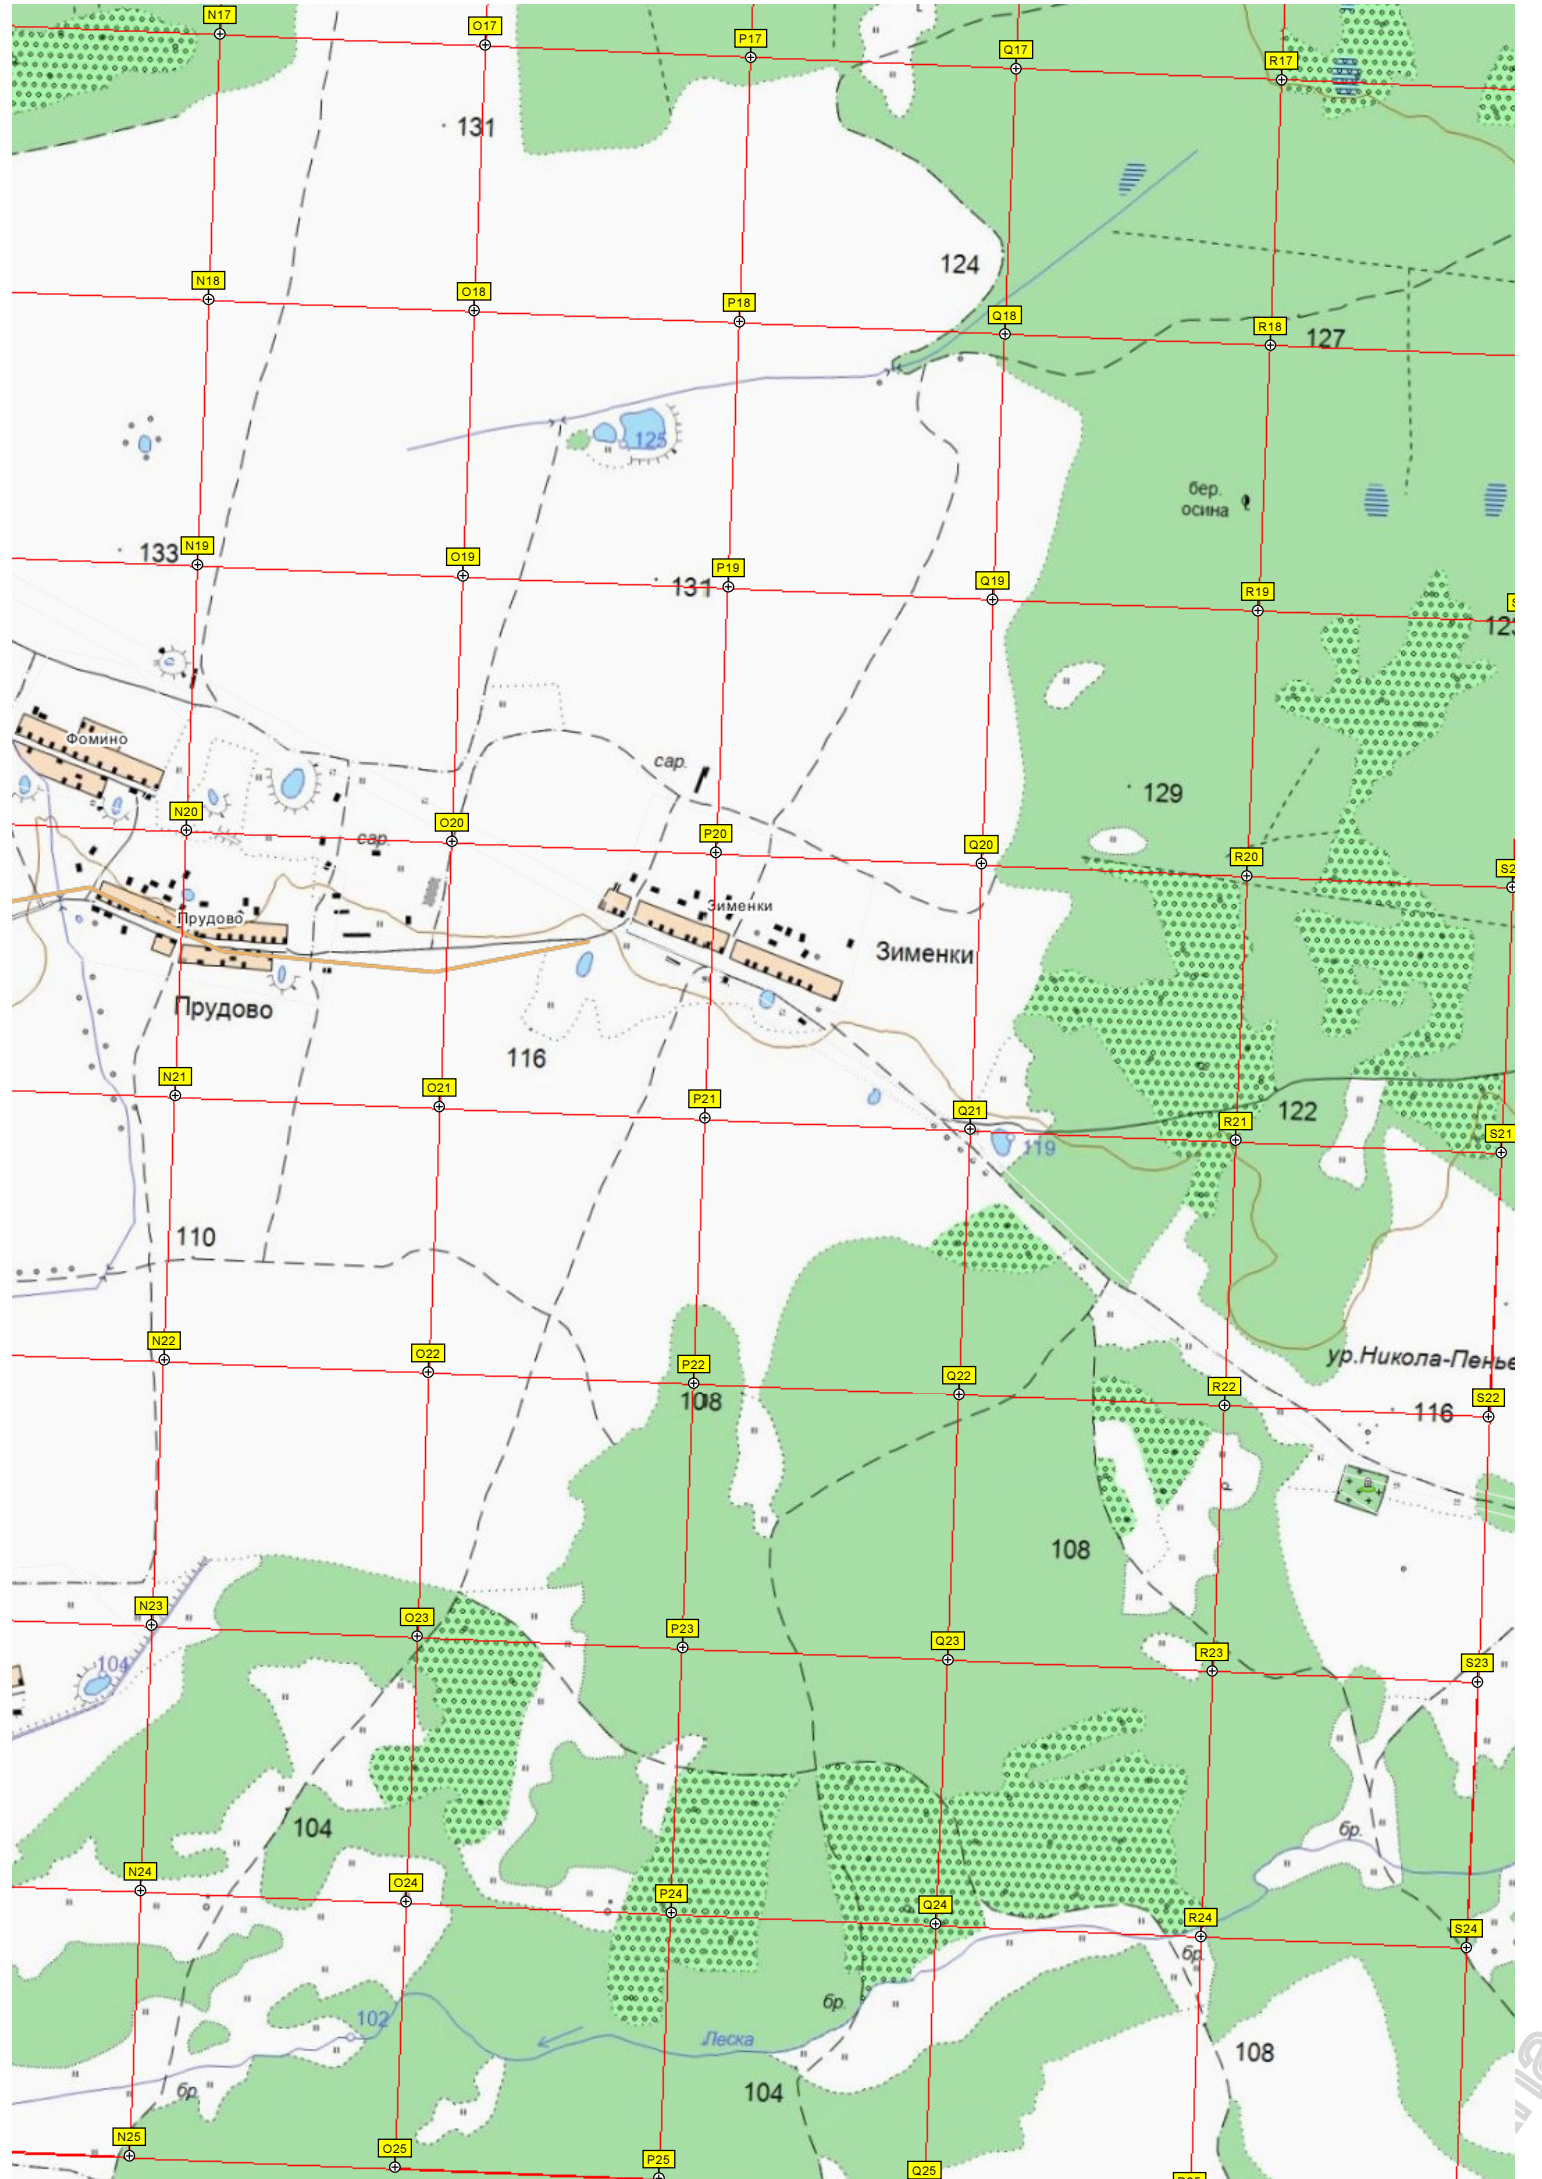 N17
O17
P17
Q17
R17
131
124
N18
O18
P18
Q18
R18
127
125
бер.
осина
133
N19
O19
131
P19
Q19
R19
Фомино
сар.
129
N20
сар.
O20
P20
Q20
R20
Прудово
Зименки
Зименки
Прудово
116
N21
O21
P21
Q21
R21
122
S21
119
110
N22
O22
P22
Q22
R22
S22
ур.Никола-Пенье
108
116
р.
108
N23
O23
P23
Q23
R23
S23
104
104
бр.
N24
O24
P24
Q24
R24
S24
бр.
бр.
102
Леска
108
104
бр.
N25
O25
P25
Q25